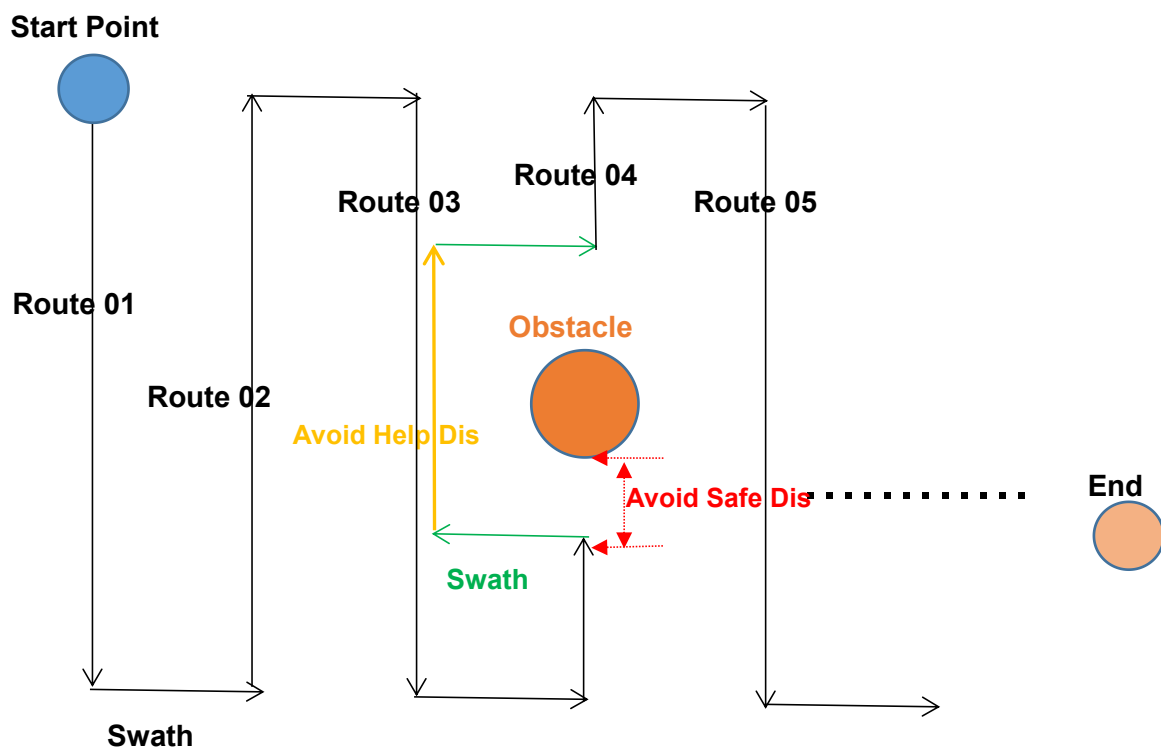 Start Point
Route 04
Route 03
Route 05
Route 01
Obstacle
Route 02
Avoid Help Dis
End
Avoid Safe Dis
Swath
Swath